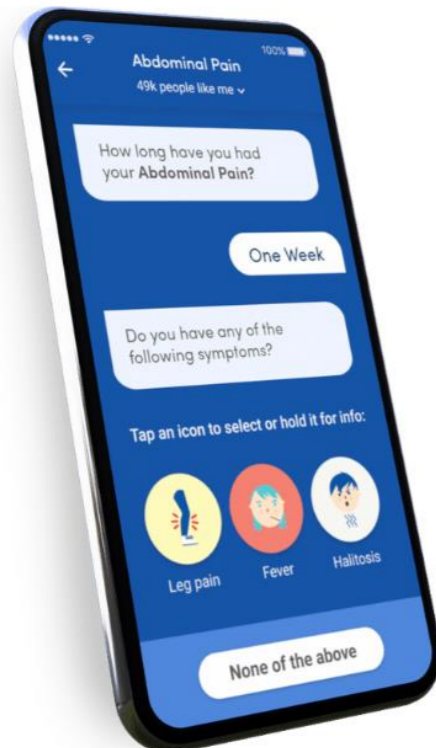 100%
Abdominal Pain
49k people like me
How long have you had
your Abdominal Pain?
One Week
Do you have any of the
following symptoms?
Tap an icon to select or hold it for info:
Leg pain
Fever
Halitosis
None of the above